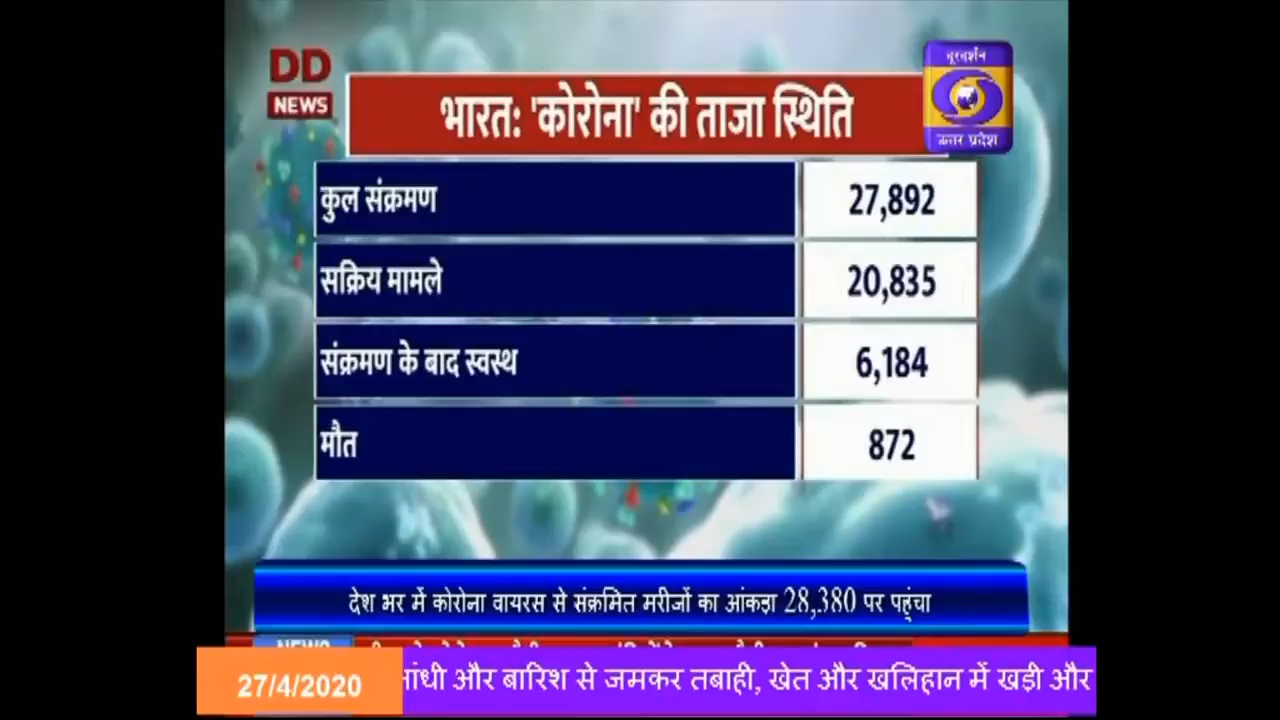 DD
NEWS
दूरदर्शन
उत्तर प्रदेश
भारत: 'कोरोना' की ताजा स्थिति
कुल संक्रमण 27,892
सक्रिय मामले 20,835
संक्रमण के बाद स्वस्थ 6,184
मौत 872
देश भर में कोरोना वायरस से संक्रमित मरीजों का आंकड़ा 28,380 पर पहुंचा
NEWS
27/4/2020 और बारिश से जमकर तबाही, खेत और खलिहान में खड़ी और